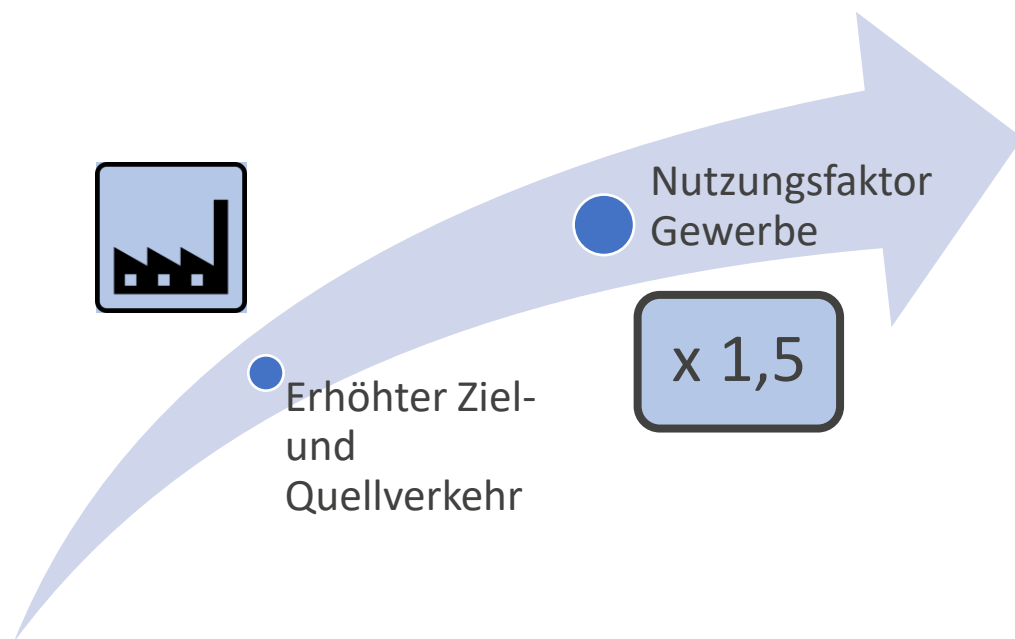 Nutzungsfaktor
Gewerbe
x 1,5
Erhöhter Ziel-
und
Quellverkehr